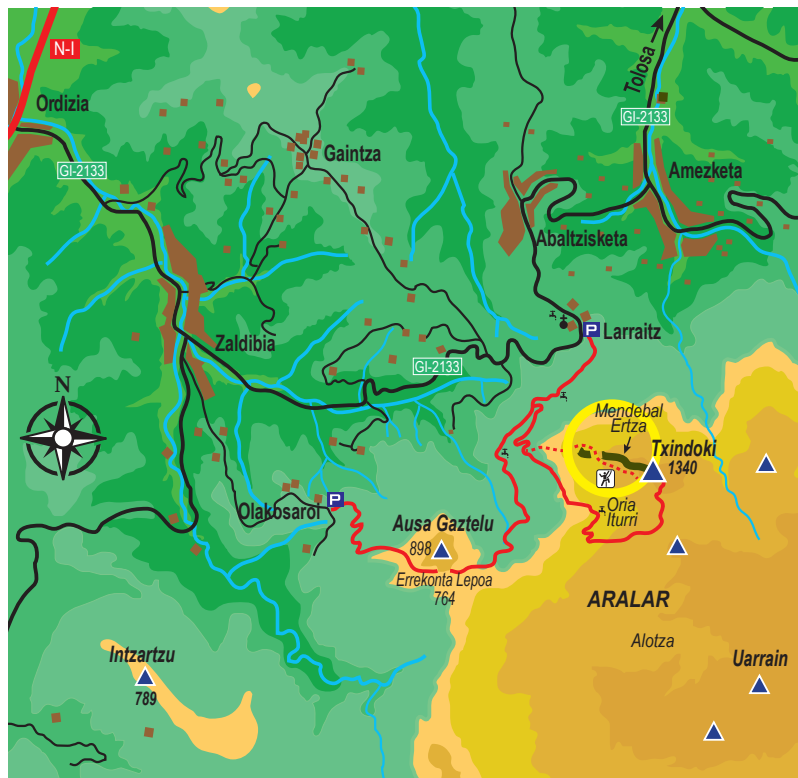 N-I
Ordizia
GI-2133
Gaintza
Tolosa
GI-2133
Amezketa
Abaltzisketa
Zaldibia
P
Larraitz
GI-2133
N
Mendebal
Ertza
Txindoki
1340
P
Olakosaroi
Oria
Iturri
Ausa Gaztelu
898
Errekonta Lepoa
764
ARALAR
Alotza
Intzartzu
789
Uarrain